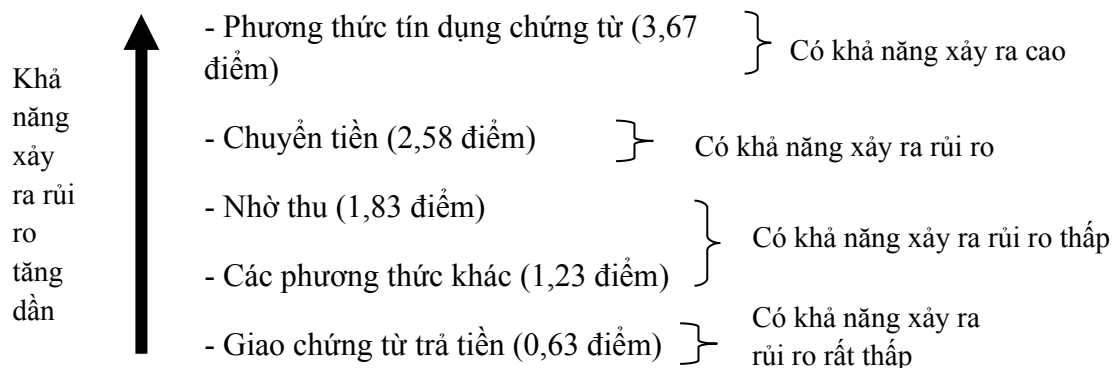 Khả
năng
xảy
ra rủi
ro
tăng
dần
- Phương thức tín dụng chứng từ (3,67
điểm)
Có khả năng xảy ra cao
- Chuyển tiền (2,58 điểm)
Có khả năng xảy ra rủi ro
- Nhờ thu (1,83 điểm)
- Các phương thức khác (1,23 điểm)
Có khả năng xảy ra rủi ro thấp
- Giao chứng từ trả tiền (0,63 điểm)
Có khả năng xảy ra
rủi ro rất thấp